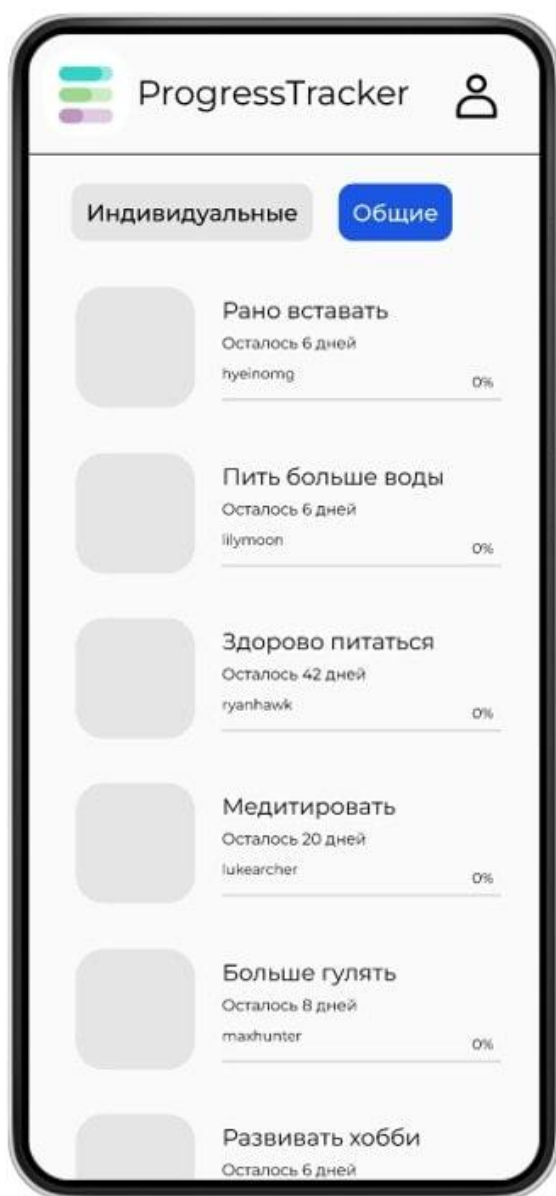 ProgressTracker
Индивидуальные Общие
Рано вставать
Осталось 6 дней
hyeinomg
0%
Пить больше воды
Осталось 6 дней
lilymoon
0%
Здорово питаться
Осталось 42 дней
ryanhawk
0%
Медитировать
Осталось 20 дней
lukearcher
0%
Больше гулять
Осталось 8 дней
maxhunter
0%
Развивать хобби
Осталось 6 дней